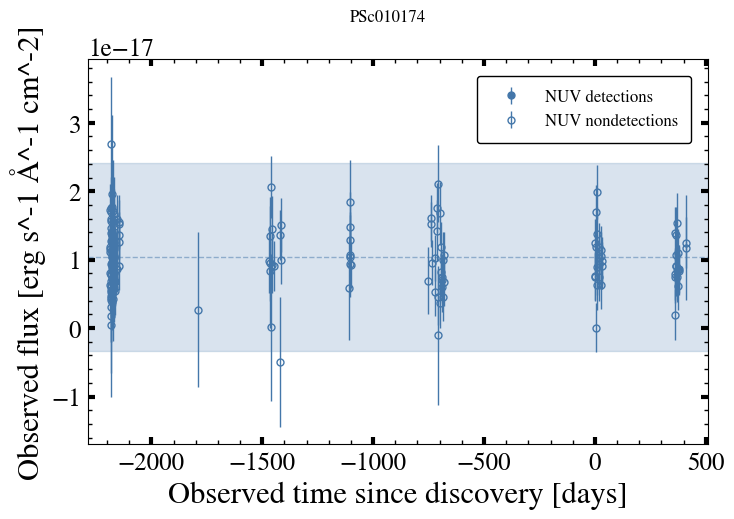 PSc010174
1e−17
NUV detections
NUV nondetections
3
2
1
0
−1
−2000
−1500
−1000
−500
0
500
Observed flux [erg s^-1 Å^-1 cm^-2]
Observed time since discovery [days]